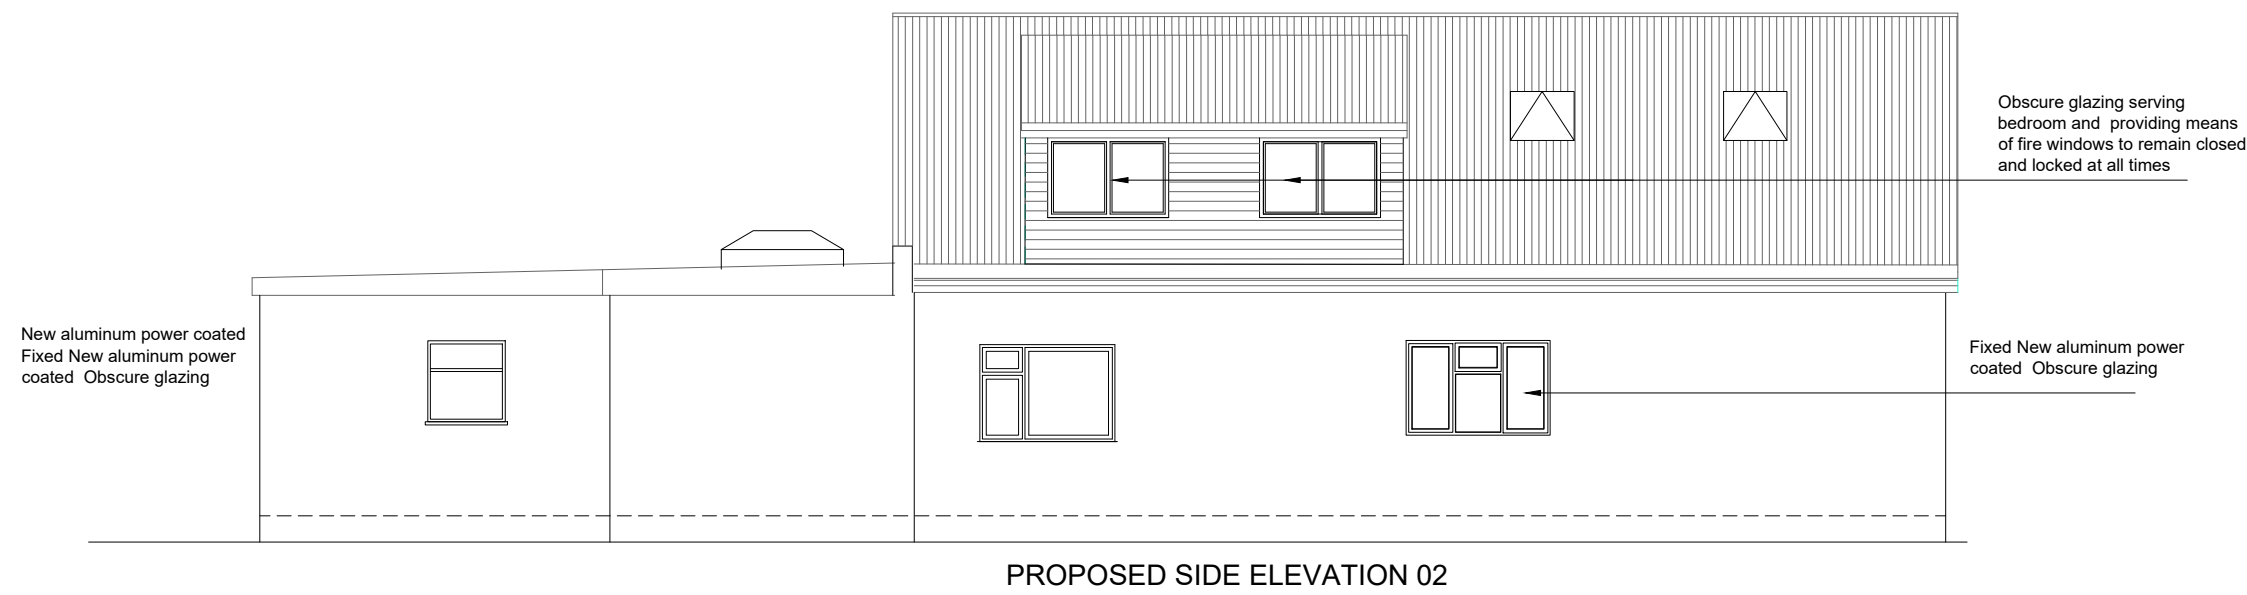 Obscure glazing serving
bedroom and providing means
of fire windows to remain closed
and locked at all times
New aluminum power coated
Fixed New aluminum power
coated Obscure glazing
Fixed New aluminum power
coated Obscure glazing
PROPOSED SIDE ELEVATION 02